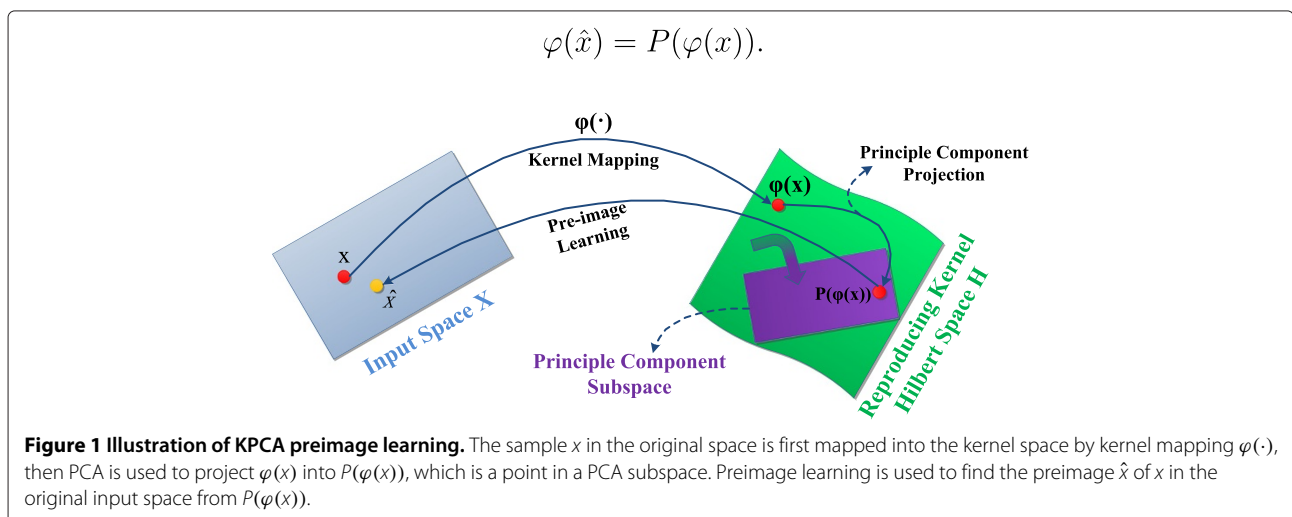 φ(x̂) = P(φ(x)).
φ(·)
Kernel Mapping
Principle Component
Projection
φ(x)
Pre-image
Learning
x
x̂
P(φ(x))
Input Space X
Principle Component
Subspace
Reproducing Kernel
Hilbert Space H
Figure 1 Illustration of KPCA preimage learning. The sample x in the original space is first mapped into the kernel space by kernel mapping φ(·),
then PCA is used to project φ(x) into P(φ(x)), which is a point in a PCA subspace. Preimage learning is used to find the preimage x̂ of x in the
original input space from P(φ(x)).